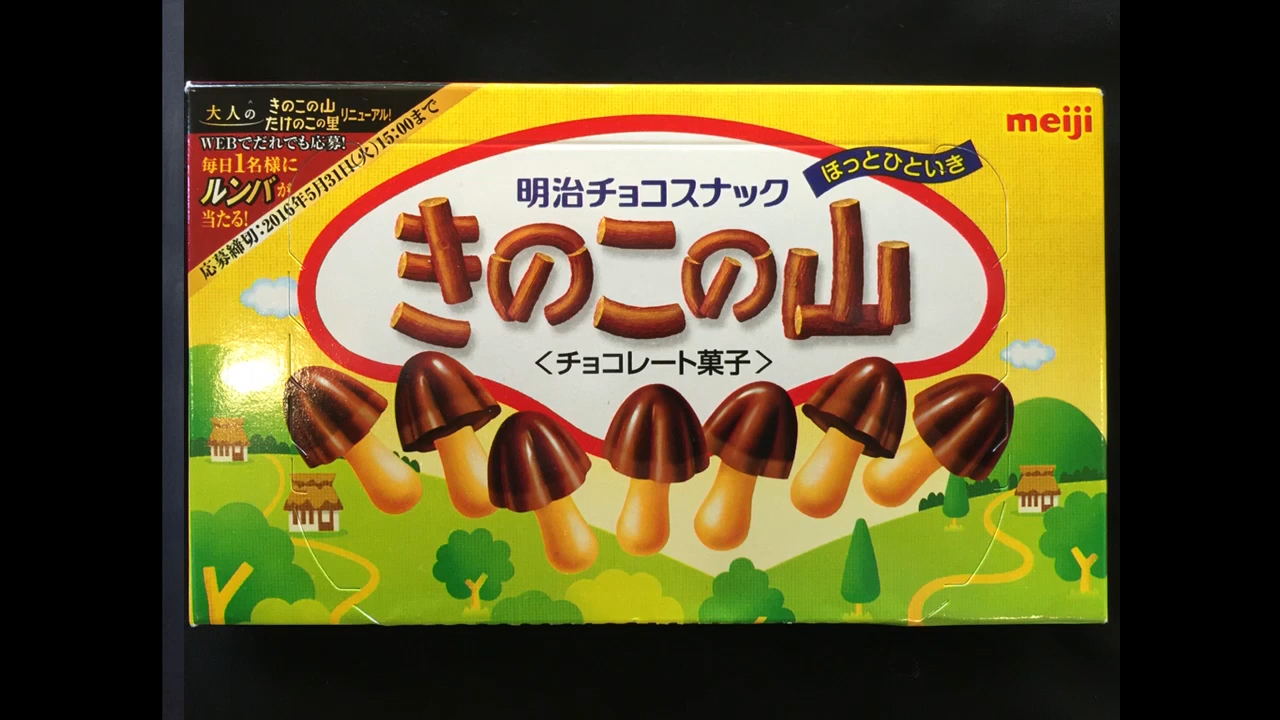 大人の きのこの山 たけのこの里 リニューアル!
WEBでだれでも応募!
毎日1名様に
ルンバが
当たる!
応募締切:2016年5月31日(火)15:00まで
meiji
ほっとひといき
明治チョコスナック
きのこの山
<チョコレート菓子>